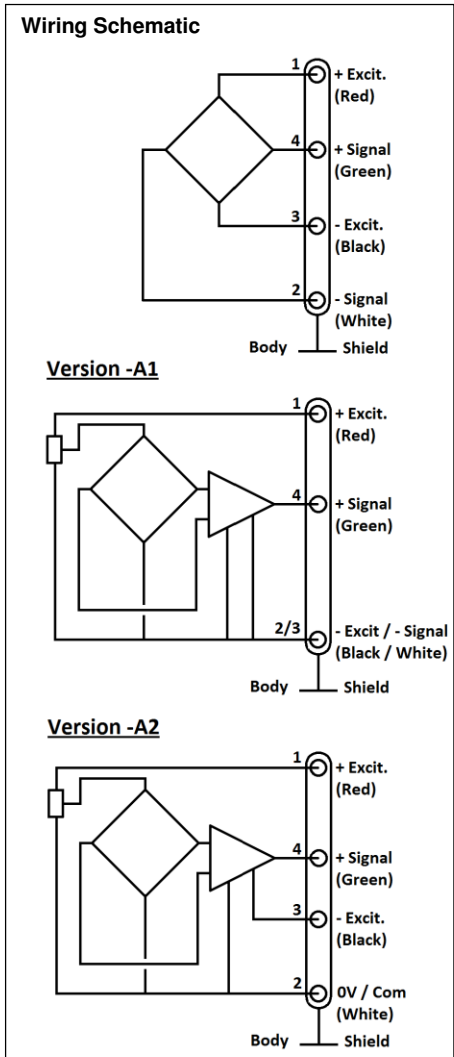 Wiring Schematic
1
+ Excit.
(Red)
4
+ Signal
(Green)
3
- Excit.
(Black)
2
- Signal
(White)
Body
Shield
Version -A1
1
+ Excit.
(Red)
4
+ Signal
(Green)
2/3
- Excit / - Signal
(Black / White)
Body
Shield
Version -A2
1
+ Excit.
(Red)
4
+ Signal
(Green)
3
- Excit.
(Black)
2
0V / Com
(White)
Body
Shield